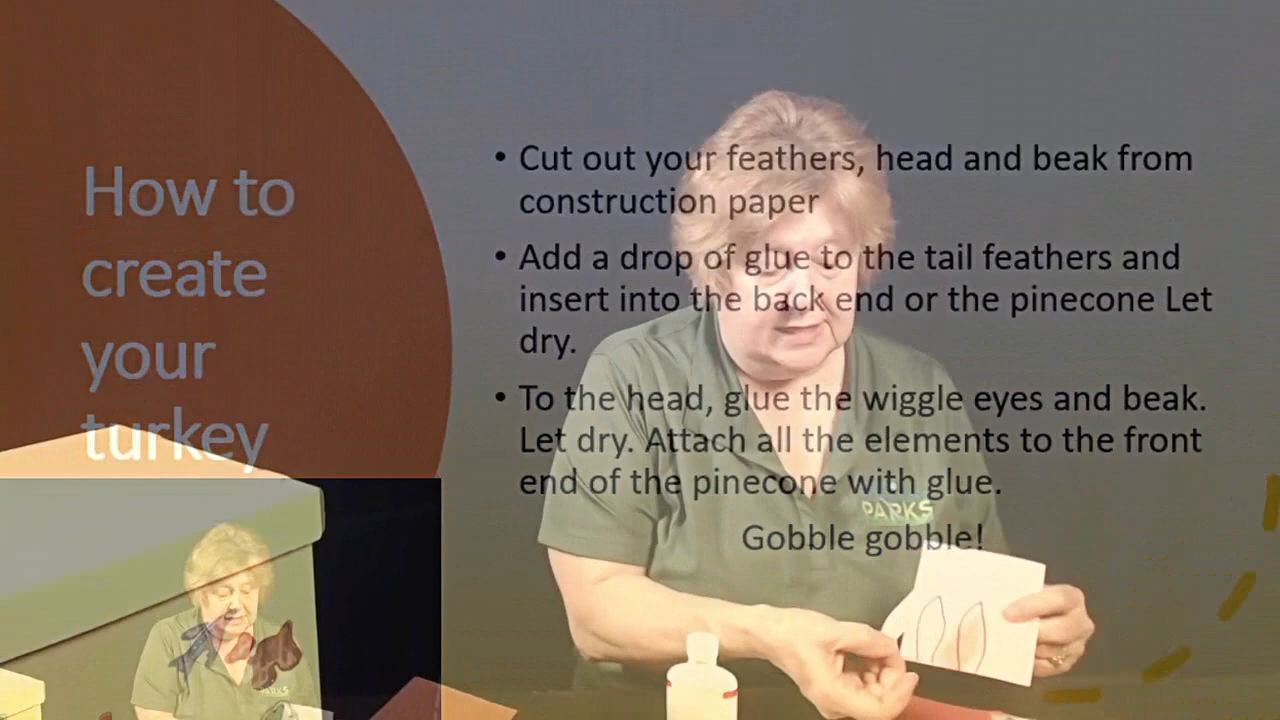 How to
create
your
turkey
• Cut out your feathers, head and beak from
construction paper
• Add a drop of glue to the tail feathers and
insert into the back end or the pinecone Let
dry.
• To the head, glue the wiggle eyes and beak.
Let dry. Attach all the elements to the front
end of the pinecone with glue.
Gobble gobble!
PARKS